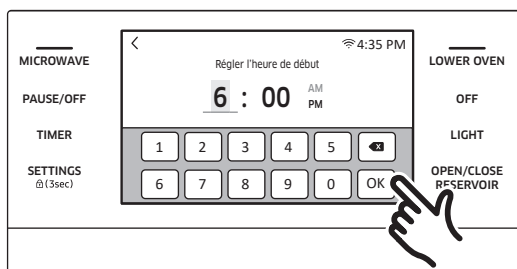 MICROWAVE
PAUSE/OFF
TIMER
SETTINGS
(3sec)
4:35 PM
Régler l'heure de début
6 : 00 AM
PM
1 2 3 4 5
6 7 8 9 0 OK
LOWER OVEN
OFF
LIGHT
OPEN/CLOSE
RESERVOIR